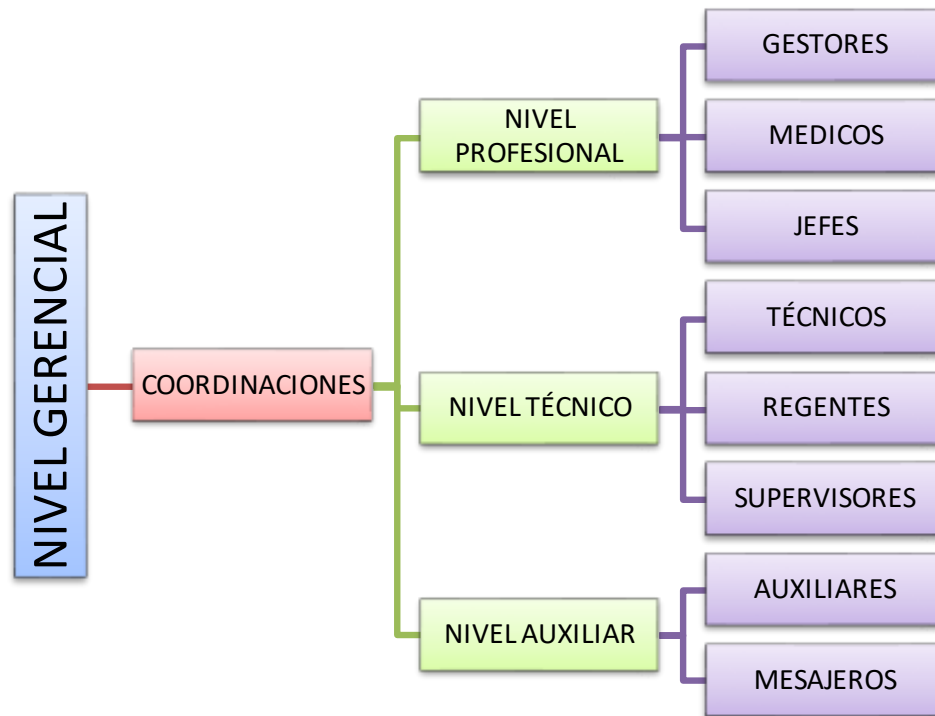 NIVEL GERENCIAL
COORDINACIONES
NIVEL
PROFESIONAL
GESTORES
MEDICOS
JEFES
NIVEL TÉCNICO
TÉCNICOS
REGENTES
SUPERVISORES
NIVEL AUXILIAR
AUXILIARES
MESAJEROS